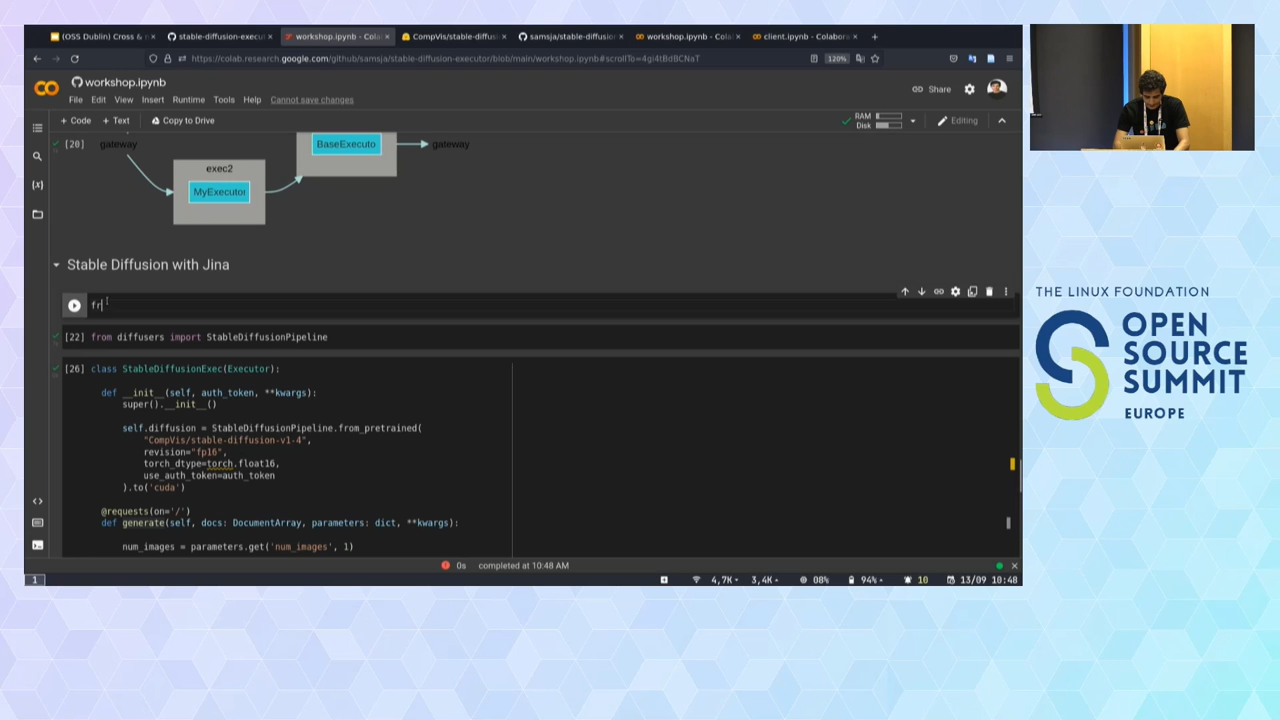 (OSS Dublin) Cross & m
stable-diffusion-execut
workshop.ipynb - Cola
CompVis/stable-diffusi
samsja/stable-diffusion
workshop.ipynb - Cola
client.ipynb - Colabora
https://colab.research.google.com/github/samsja/stable-diffusion-executor/blob/main/workshop.ipynb#scrollTo=4gi4tBdBCNaT
120%
workshop.ipynb
File Edit View Insert Runtime Tools Help Cannot save changes
Share
+ Code + Text Copy to Drive
RAM
Disk
Editing
[20]
gateway
BaseExecuto
gateway
exec2
MyExecutor
Stable Diffusion with Jina
fr
[22] from diffusers import StableDiffusionPipeline
[26] class StableDiffusionExec(Executor):
def __init__(self, auth_token, **kwargs):
super().__init__()
self.diffusion = StableDiffusionPipeline.from_pretrained(
"CompVis/stable-diffusion-v1-4",
revision="fp16",
torch_dtype=torch.float16,
use_auth_token=auth_token
).to('cuda')
@requests(on='/')
def generate(self, docs: DocumentArray, parameters: dict, **kwargs):
num_images = parameters.get('num_images', 1)
0s completed at 10:48 AM
1
4,7K 3,4K 08% 94% 10 13/09 10:48
THE LINUX FOUNDATION
OPEN
SOURCE
SUMMIT
EUROPE